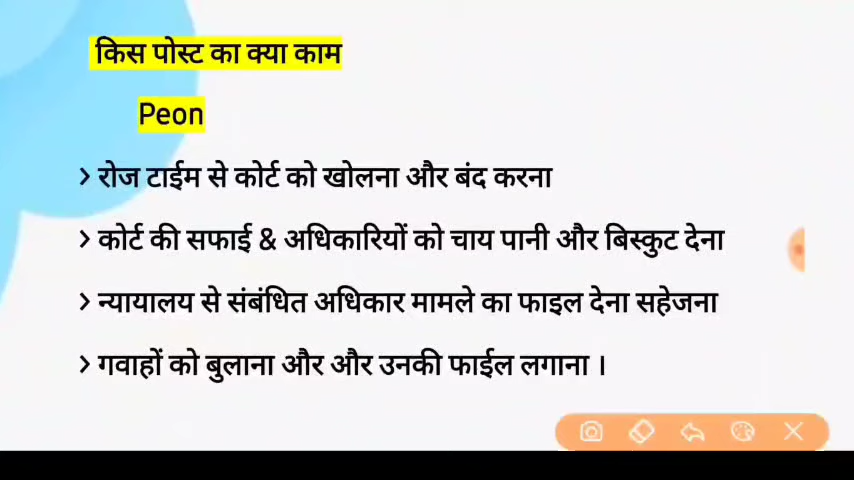 किस पोस्ट का क्या काम
Peon
> रोज टाईम से कोर्ट को खोलना और बंद करना
> कोर्ट की सफाई & अधिकारियों को चाय पानी और बिस्कुट देना
> न्यायालय से संबंधित अधिकार मामले का फाइल देना सहेजना
> गवाहों को बुलाना और और उनकी फाईल लगाना ।